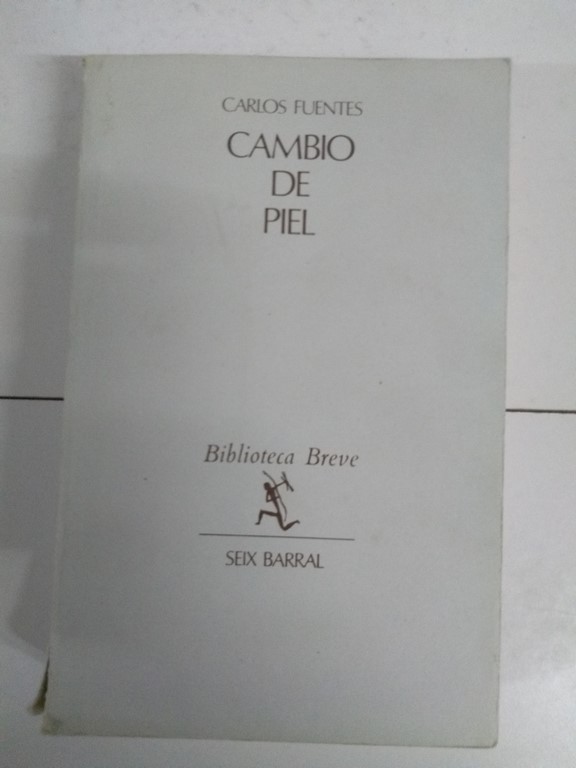 CARLOS FUENTES
CAMBIO
DE
PIEL
Biblioteca Breve
SEIX BARRAL